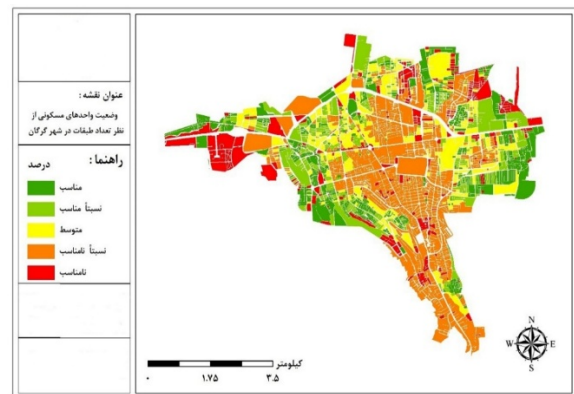 عنوان نقشه:
وضعیت واحدهای مسکونی از
نظر تعداد طبقات در شهر گرگان
راهنما:
درصد
مناسب
نسبتاً مناسب
متوسط
نسبتاً نامناسب
نامناسب
N
W E
S
کیلومتر
۰ ۱.۷۵ ۳.۵